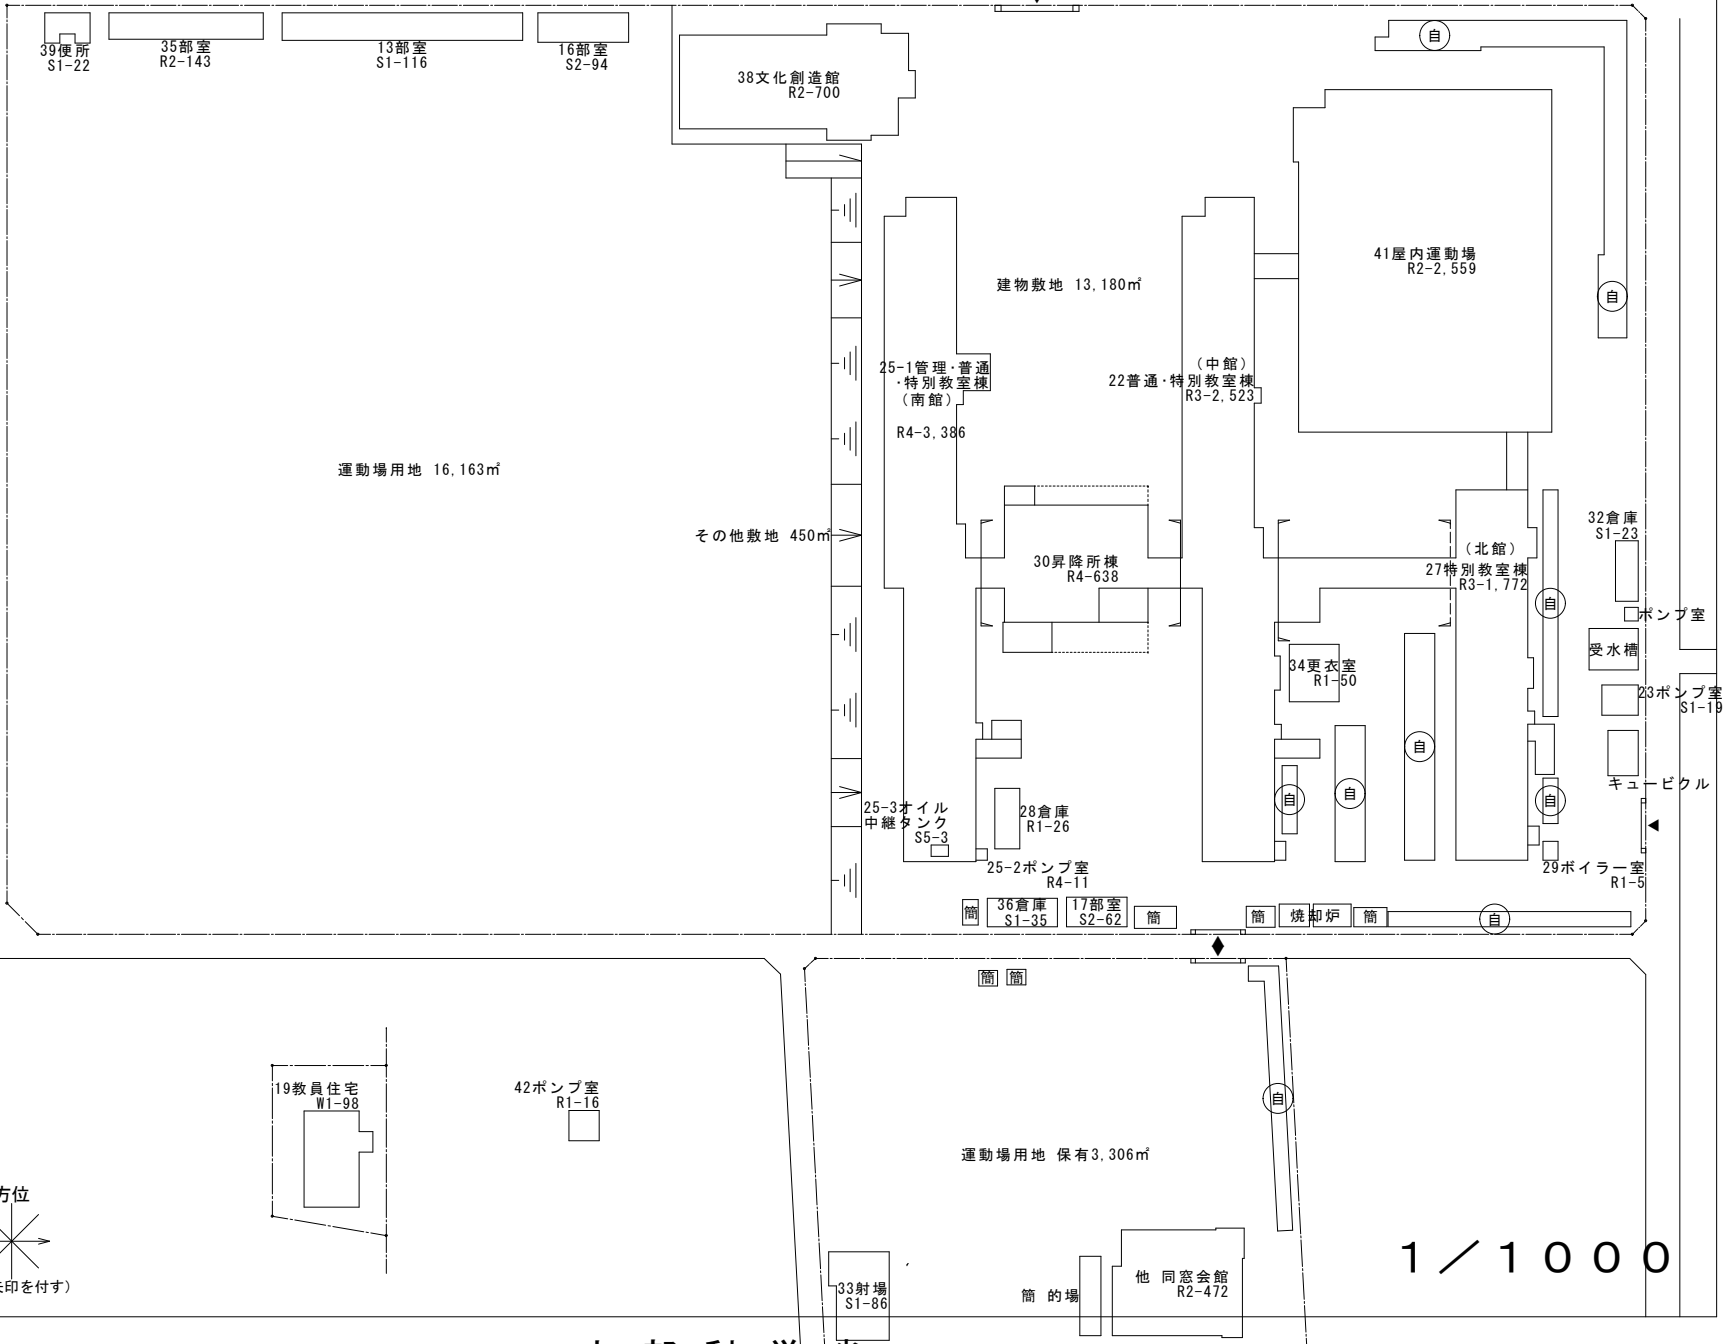 39便所
S1-22
35部室
R2-143
13部室
S1-116
16部室
S2-94
38文化創造館
R2-700
自
41屋内運動場
R2-2,559
自
建物敷地 13,180㎡
25-1管理・普通
・特別教室棟
(南館)
R4-3,386
(中館)
22普通・特別教室棟
R3-2,523
運動場用地 16,163㎡
その他敷地 450㎡
30昇降所棟
R4-638
(北館)
27特別教室棟
R3-1,772
32倉庫
S1-23
自
ポンプ室
受水槽
34更衣室
R1-50
23ポンプ室
S1-19
自
キュービクル
自
自
自
25-3オイル
中継タンク
S5-3
28倉庫
R1-26
25-2ポンプ室
R4-11
29ボイラー室
R1-5
簡
36倉庫
S1-35
17部室
S2-62
簡
簡
焼却炉
簡
自
簡
簡
19教員住宅
W1-98
42ポンプ室
R1-16
自
運動場用地 保有3,306㎡
方位
矢印を付す)
33射場
S1-86
簡 的場
他 同窓会館
R2-472
1/1000